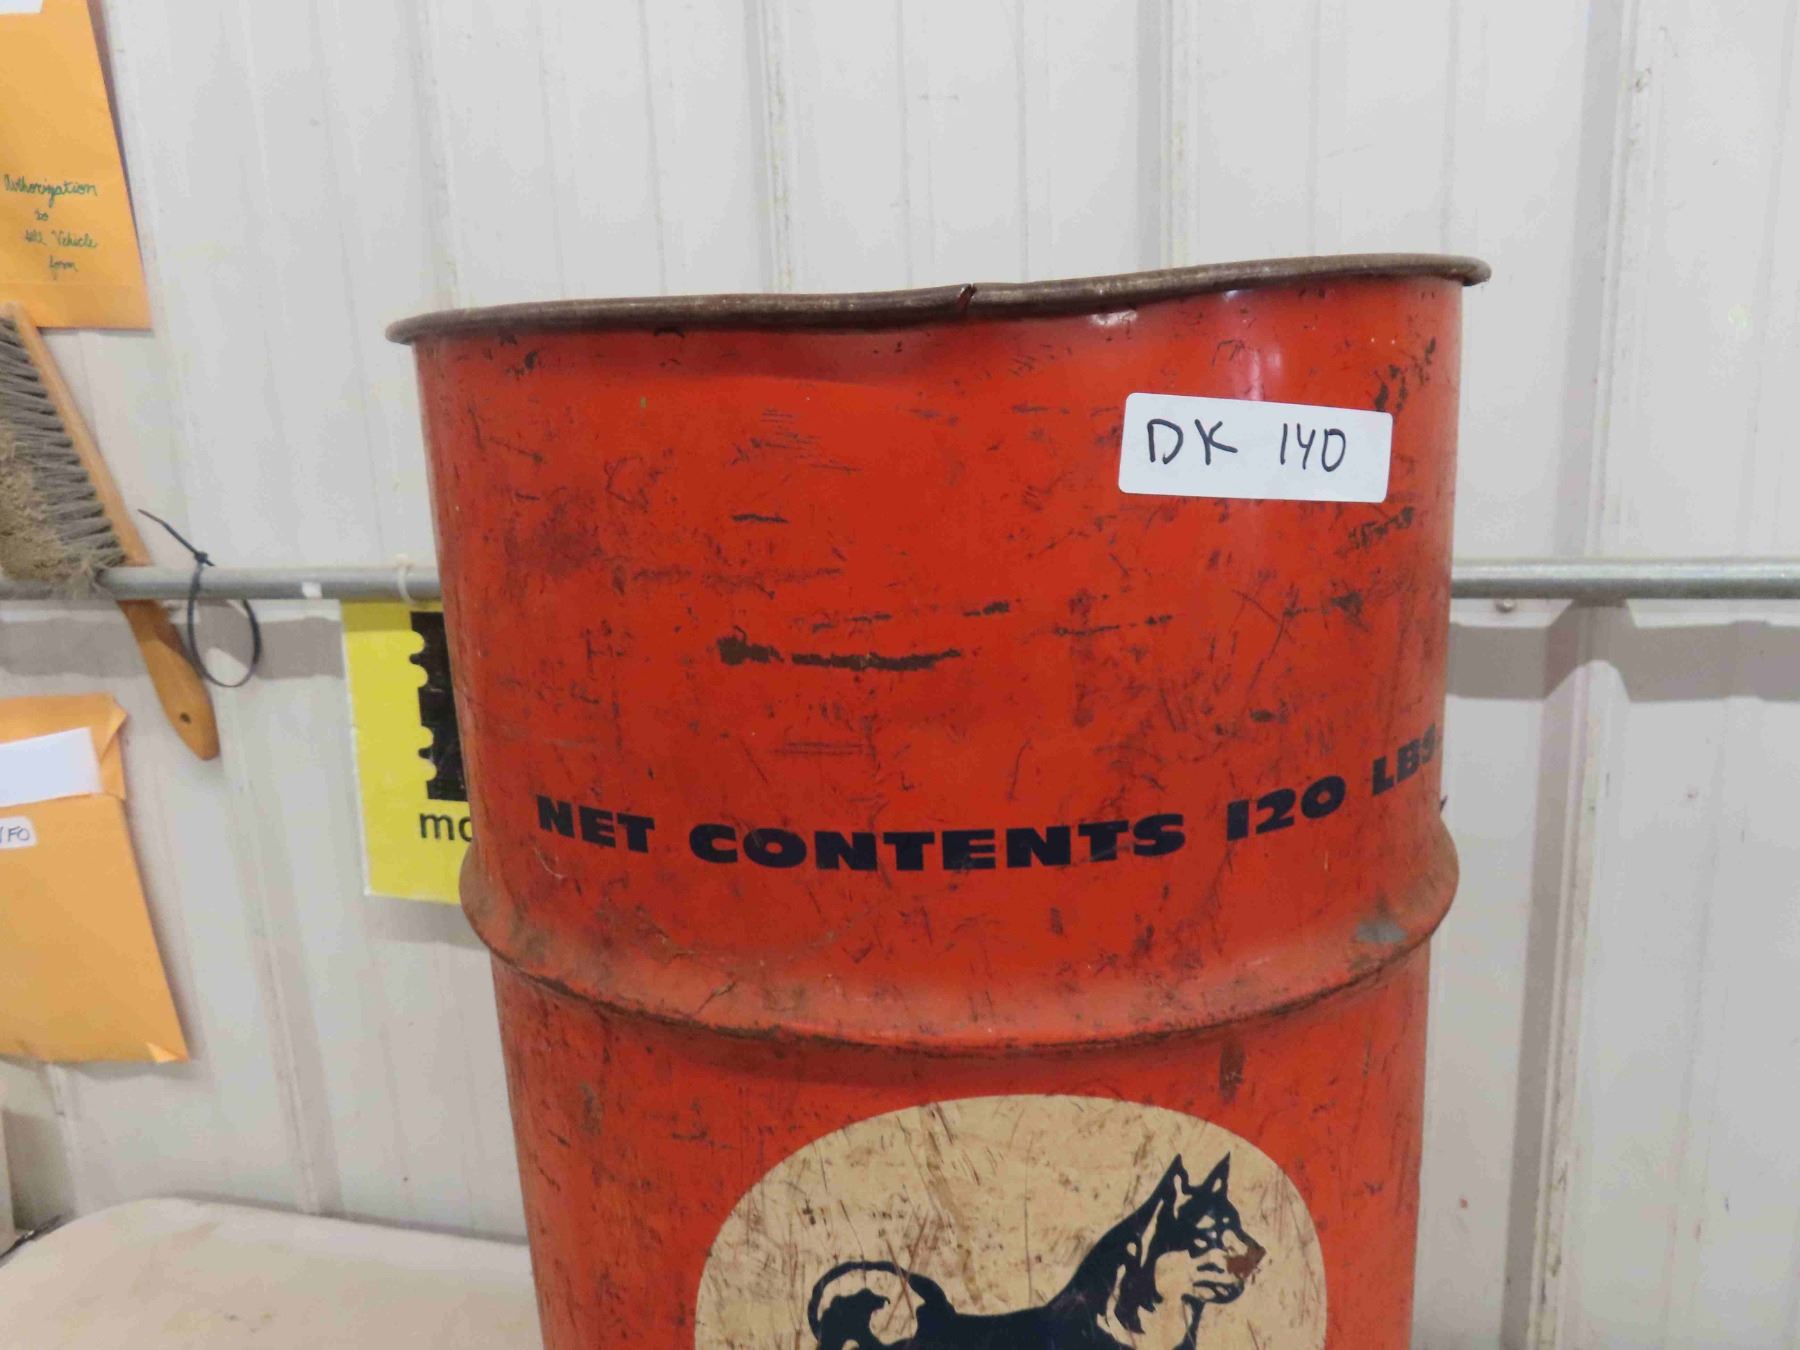 Authorization
to
sell Vehicle
form
DK 140
NET CONTENTS 120 LBS.